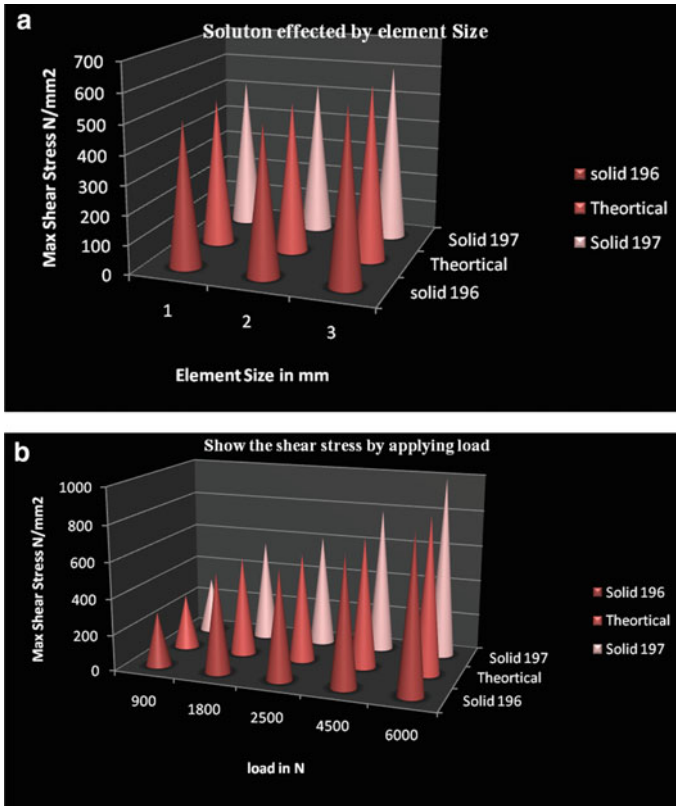 a
Soluton effected by element Size
Max Shear Stress N/mm2
700
600
500
400
300
200
100
0
1
2
3
Element Size in mm
Solid 197
Theortical
solid 196
solid 196
Theortical
Solid 197
b
Show the shear stress by applying load
Max Shear Stress N/mm2
1000
800
600
400
200
0
900
1800
2500
4500
6000
load in N
Solid 197
Theortical
Solid 196
Solid 196
Theortical
Solid 197